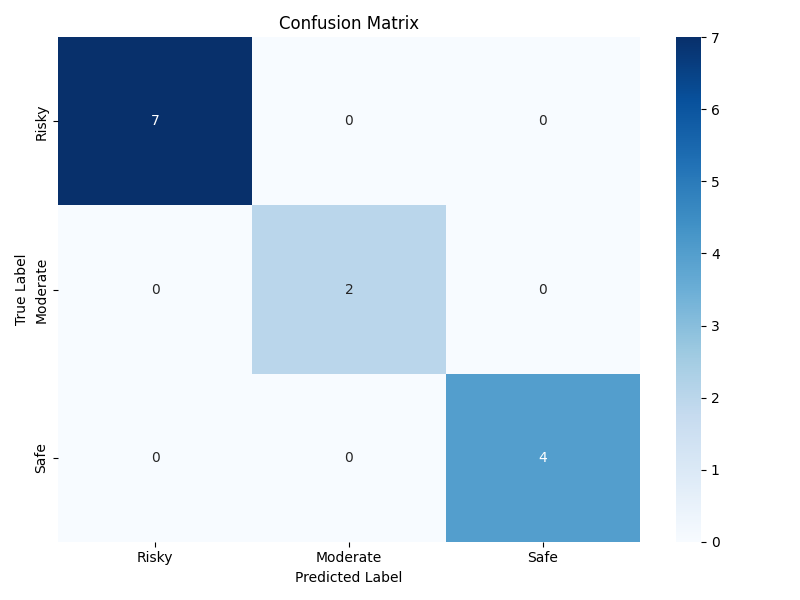 Confusion Matrix
True Label
Risky
7 0 0
Moderate
0 2 0
Safe
0 0 4
Risky Moderate Safe
Predicted Label
7
6
5
4
3
2
1
0